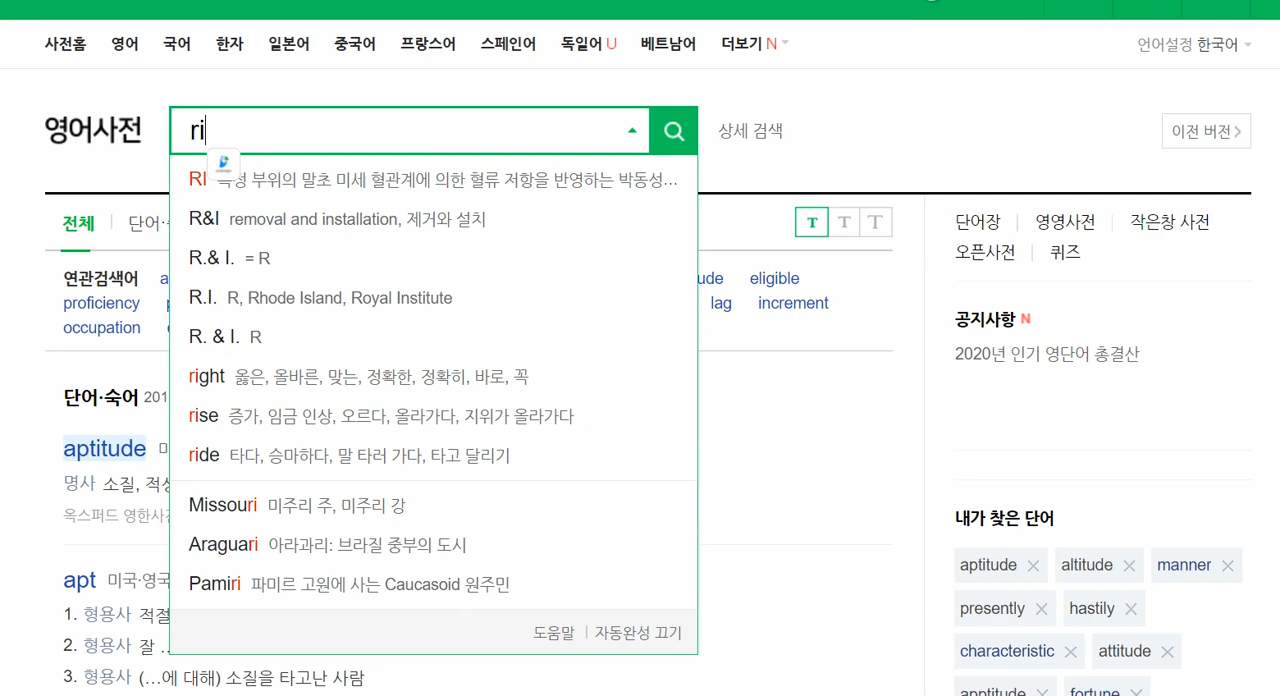 사전홈 영어 국어 한자 일본어 중국어 프랑스어 스페인어 독일어 U 베트남어 더보기 N 언어설정 한국어
영어사전 ri 상세 검색 이전 버전
RI 부위의 말초 미세 혈관계에 의한 혈류 저항을 반영하는 박동성...
R&I removal and installation, 제거와 설치
R.& I. = R
R.I. R, Rhode Island, Royal Institute
R. & I. R
right 옳은, 올바른, 맞는, 정확한, 정확히, 바로, 꼭
rise 증가, 임금 인상, 오르다, 올라가다, 지위가 올라가다
ride 타다, 승마하다, 말 타러 가다, 타고 달리기
Missouri 미주리 주, 미주리 강
Araguari 아라과리: 브라질 중부의 도시
Pamiri 파미르 고원에 사는 Caucasoid 원주민
도움말 자동완성 끄기
전체 단어· T T T
연관검색어 eligible
proficiency lag increment
occupation
단어·숙어 201
aptitude
명사 소질,
옥스퍼드
apt 미국·영국
1. 형용사
2. 형용사 잘 ..
3. 형용사 (…에 대해) 소질을 타고난 사람
단어장 영영사전 작은창 사전
오픈사전 퀴즈
공지사항 N
2020년 인기 영단어 총결산
내가 찾은 단어
aptitude altitude manner
presently hastily
characteristic attitude
apptitude fortune